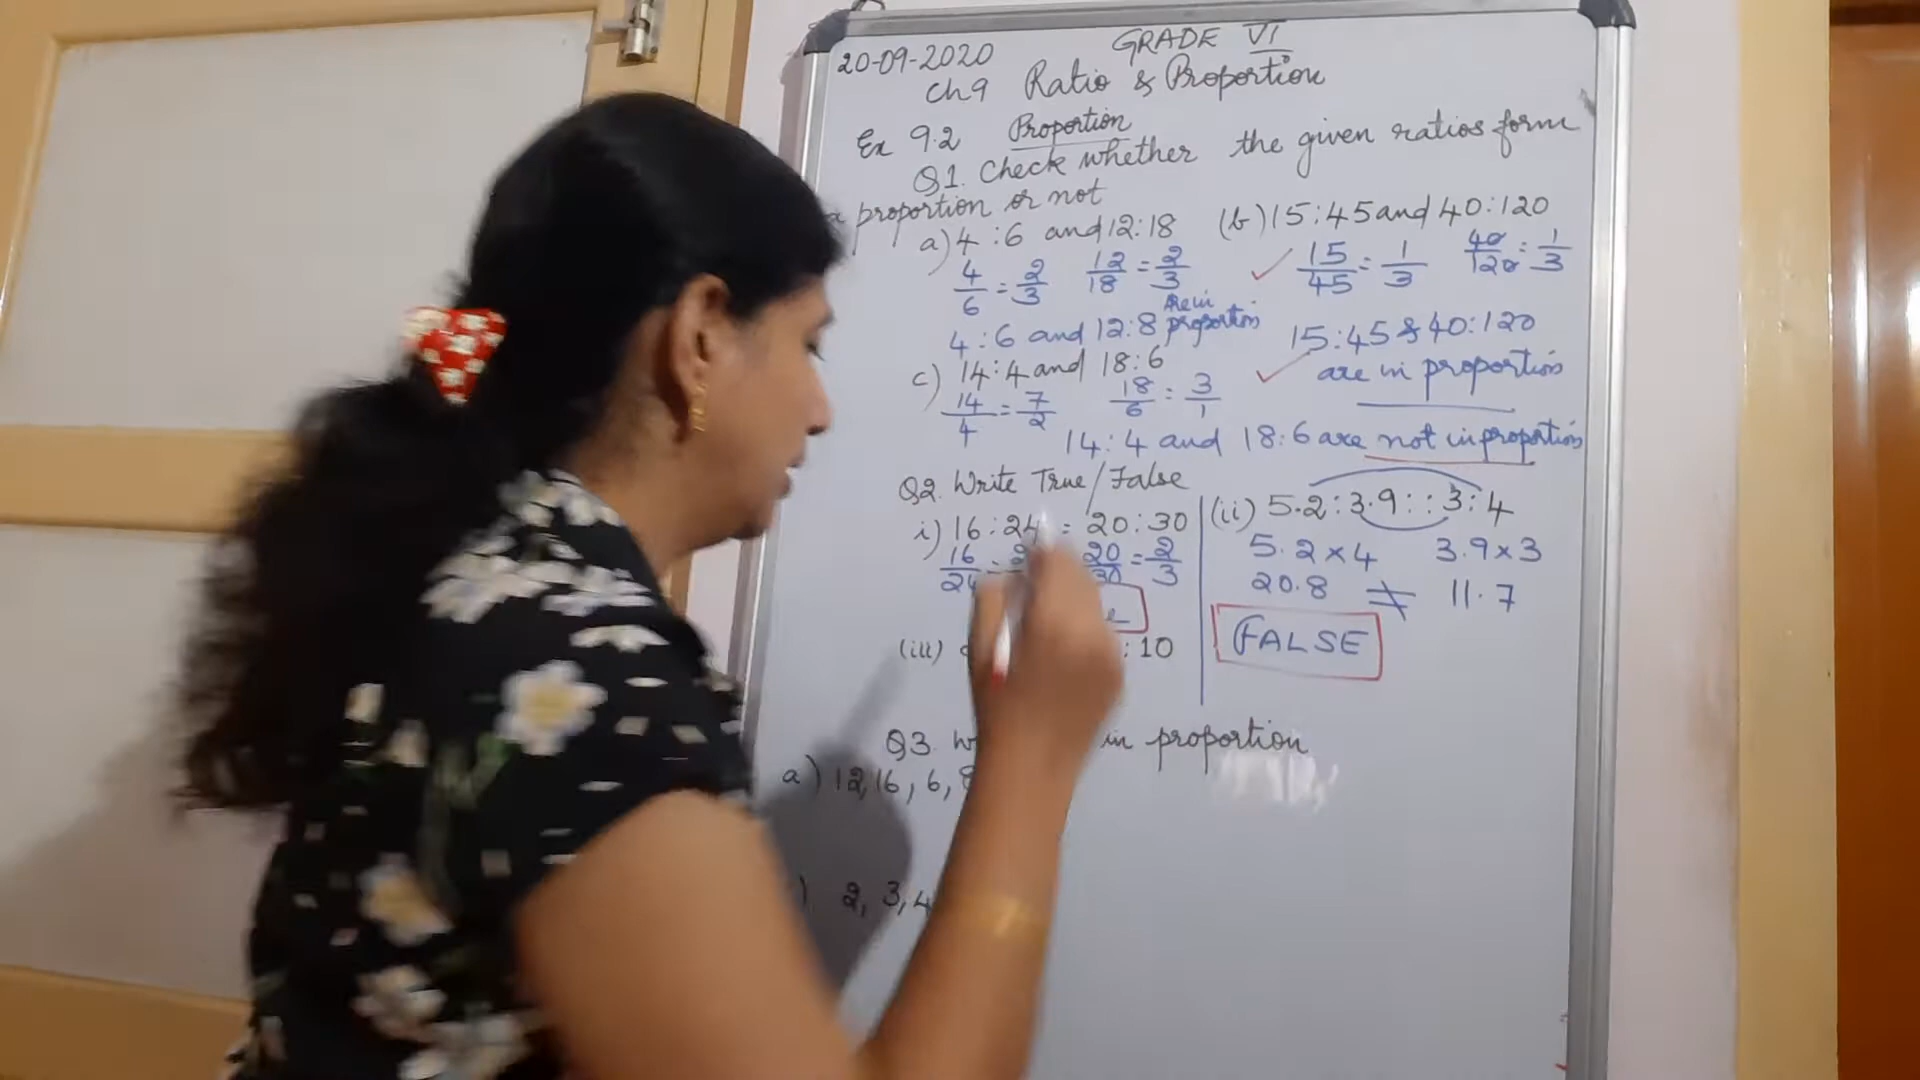 20-09-2020 GRADE VI
Ch9 Ratio & Proportion
Ex 9.2 Proportion
Q1. Check whether the given ratios form
a proportion or not
a) 4:6 and 12:18 (b) 15:45 and 40:120
4/6 = 2/3 12/18 = 2/3 15/45 = 1/3 40/120 = 1/3
4:6 and 12:8 are in proportion 15:45 & 40:120
are in proportion
c) 14:4 and 18:6
14/4 = 7/2 18/6 = 3/1
14:4 and 18:6 are not in proportion
Q2. Write True/False
i) 16:24 = 20:30 (ii) 5.2:3.9::3:4
16/24 = 20/30 = 2/3 5.2×4 3.9×3
20.8 ≠ 11.7
FALSE
(iii) :10
Q3. in proportion
a) 12,16,6,8
2, 3, 4